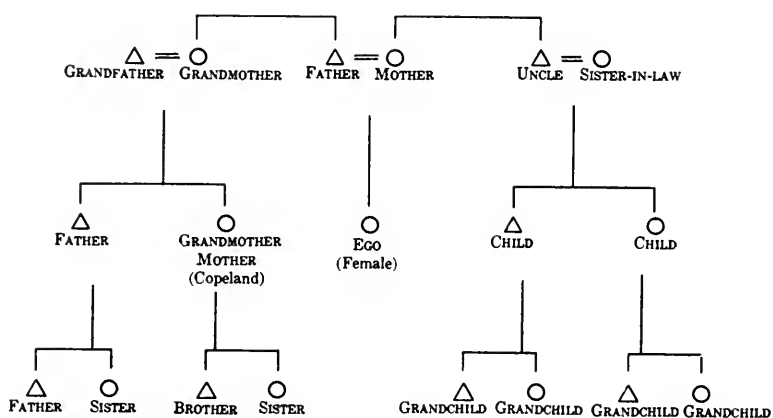 GRANDFATHER GRANDMOTHER FATHER MOTHER UNCLE SISTER-IN-LAW
FATHER GRANDMOTHER EGO CHILD CHILD
MOTHER (Female)
(Copeland)
FATHER SISTER BROTHER SISTER GRANDCHILD GRANDCHILD GRANDCHILD GRANDCHILD